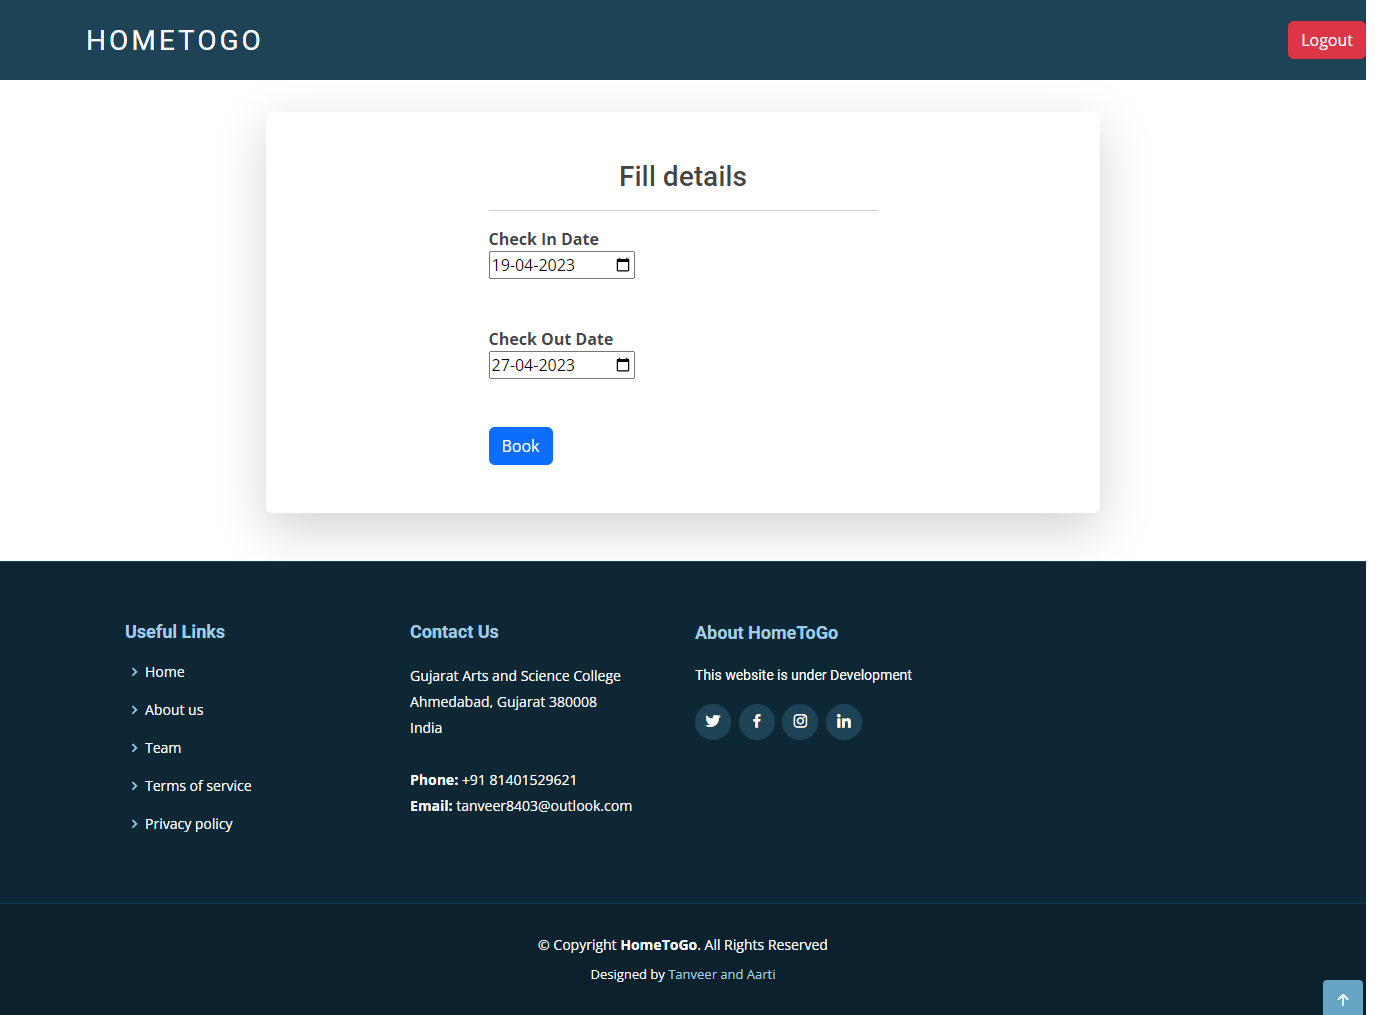 HOMETOGO
Logout
Fill details
Check In Date
19-04-2023
Check Out Date
27-04-2023
Book
Useful Links
Home
About us
Team
Terms of service
Privacy policy
Contact Us
Gujarat Arts and Science College
Ahmedabad, Gujarat 380008
India
Phone: +91 81401529621
Email: tanveer8403@outlook.com
About HomeToGo
This website is under Development
© Copyright HomeToGo. All Rights Reserved
Designed by Tanveer and Aarti